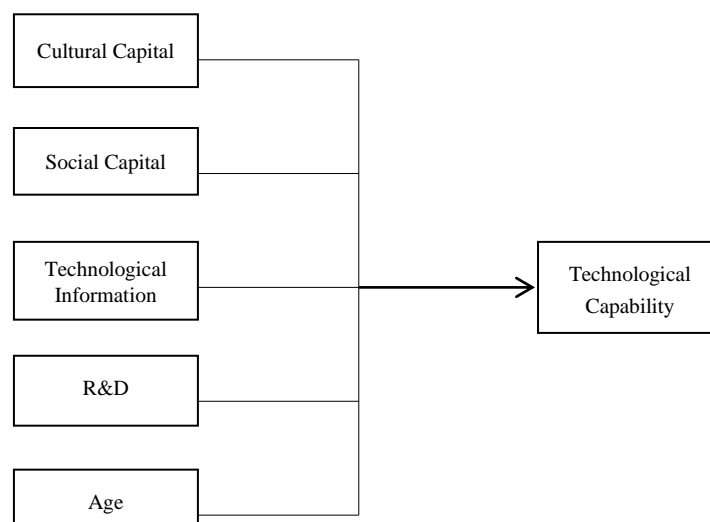 Cultural Capital
Social Capital
Technological
Information
R&D
Age
Technological
Capability